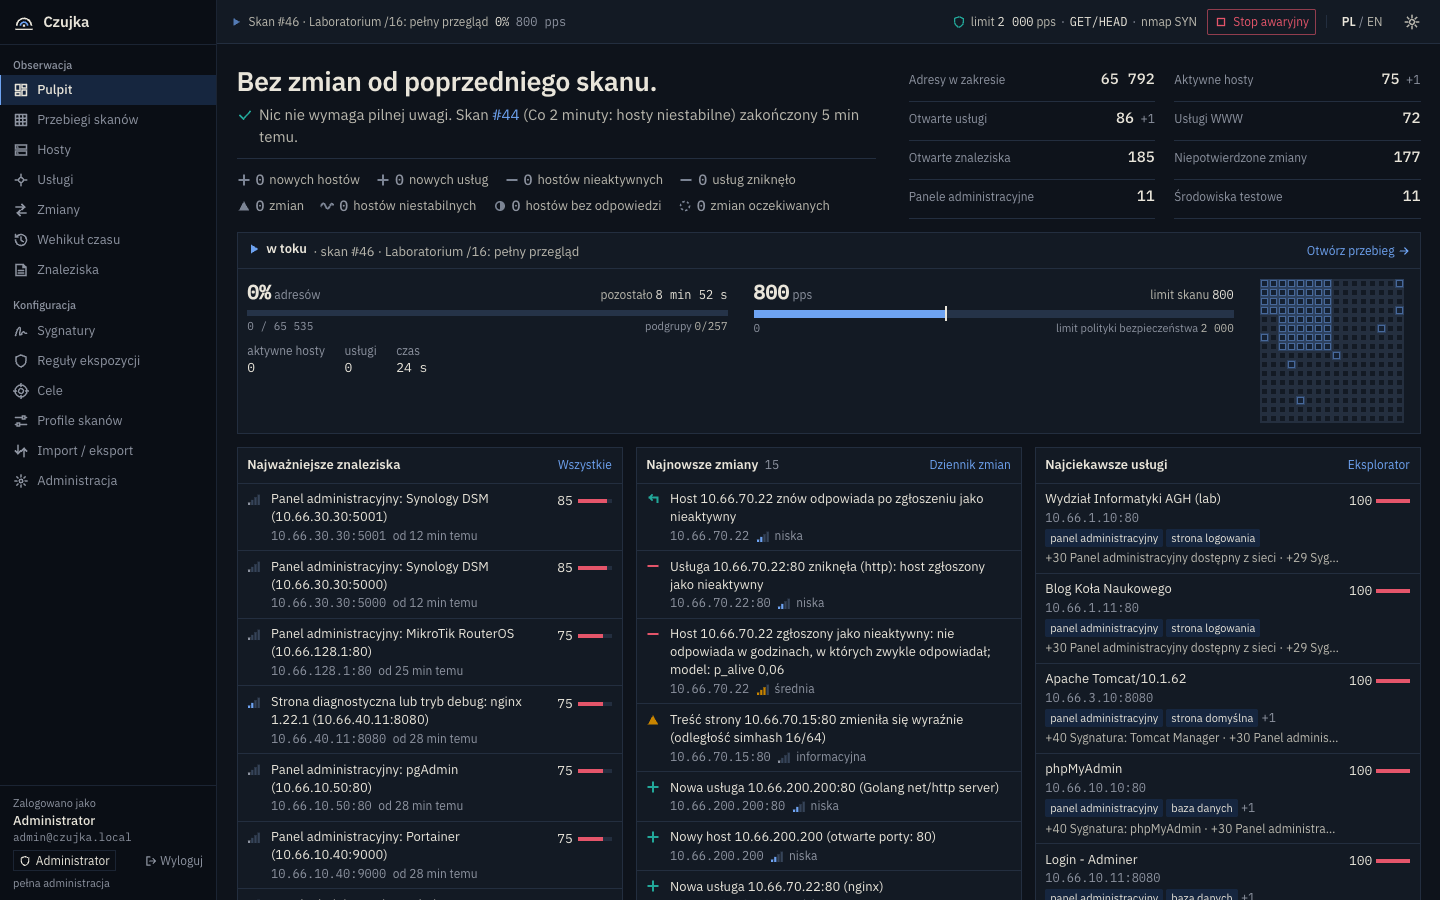 Czujka
Skan #46 · Laboratorium /16: pełny przegląd 0% 800 pps
limit 2 000 pps · GET/HEAD · nmap SYN
Stop awaryjny
PL / EN
Obserwacja
Pulpit
Przebiegi skanów
Hosty
Usługi
Zmiany
Wehikuł czasu
Znaleziska
Konfiguracja
Sygnatury
Reguły ekspozycji
Cele
Profile skanów
Import / eksport
Administracja
Zalogowano jako
Administrator
admin@czujka.local
Administrator
Wyloguj
pełna administracja
Bez zmian od poprzedniego skanu.
Nic nie wymaga pilnej uwagi. Skan #44 (Co 2 minuty: hosty niestabilne) zakończony 5 min
temu.
0 nowych hostów
0 nowych usług
0 hostów nieaktywnych
0 usług zniknęło
0 zmian
0 hostów niestabilnych
0 hostów bez odpowiedzi
0 zmian oczekiwanych
Adresy w zakresie 65 792
Aktywne hosty 75 +1
Otwarte usługi 86 +1
Usługi WWW 72
Otwarte znaleziska 185
Niepotwierdzone zmiany 177
Panele administracyjne 11
Środowiska testowe 11
w toku · skan #46 · Laboratorium /16: pełny przegląd
Otwórz przebieg →
0% adresów
pozostało 8 min 52 s
0 / 65 535
podgrupy 0/257
aktywne hosty
0
usługi
0
czas
24 s
800 pps
limit skanu 800
0
limit polityki bezpieczeństwa 2 000
Najważniejsze znaleziska
Wszystkie
Panel administracyjny: Synology DSM
(10.66.30.30:5001)
85
10.66.30.30:5001 od 12 min temu
Panel administracyjny: Synology DSM
(10.66.30.30:5000)
85
10.66.30.30:5000 od 12 min temu
Panel administracyjny: MikroTik RouterOS
(10.66.128.1:80)
75
10.66.128.1:80 od 25 min temu
Strona diagnostyczna lub tryb debug: nginx
1.22.1 (10.66.40.11:8080)
75
10.66.40.11:8080 od 28 min temu
Panel administracyjny: pgAdmin
(10.66.10.50:80)
75
10.66.10.50:80 od 28 min temu
Panel administracyjny: Portainer
(10.66.10.40:9000)
75
10.66.10.40:9000 od 28 min temu
Najnowsze zmiany 15
Dziennik zmian
Host 10.66.70.22 znów odpowiada po zgłoszeniu jako
nieaktywny
10.66.70.22 niska
Usługa 10.66.70.22:80 zniknęła (http): host zgłoszony
jako nieaktywny
10.66.70.22:80 niska
Host 10.66.70.22 zgłoszony jako nieaktywny: nie
odpowiada w godzinach, w których zwykle odpowiadał;
model: p_alive 0,06
10.66.70.22 średnia
Treść strony 10.66.70.15:80 zmieniła się wyraźnie
(odległość simhash 16/64)
10.66.70.15:80 informacyjna
Nowa usługa 10.66.200.200:80 (Golang net/http server)
10.66.200.200:80 niska
Nowy host 10.66.200.200 (otwarte porty: 80)
10.66.200.200 niska
Nowa usługa 10.66.70.22:80 (nginx)
Najciekawsze usługi
Eksplorator
Wydział Informatyki AGH (lab)
100
10.66.1.10:80
panel administracyjny strona logowania
+30 Panel administracyjny dostępny z sieci · +29 Syg...
Blog Koła Naukowego
100
10.66.1.11:80
panel administracyjny strona logowania
+30 Panel administracyjny dostępny z sieci · +29 Syg...
Apache Tomcat/10.1.62
100
10.66.3.10:8080
panel administracyjny strona domyślna +1
+40 Sygnatura: Tomcat Manager · +30 Panel adminis...
phpMyAdmin
100
10.66.10.10:80
panel administracyjny baza danych +1
+40 Sygnatura: phpMyAdmin · +30 Panel administra...
Login - Adminer
100
10.66.10.11:8080
panel administracyjny baza danych +1